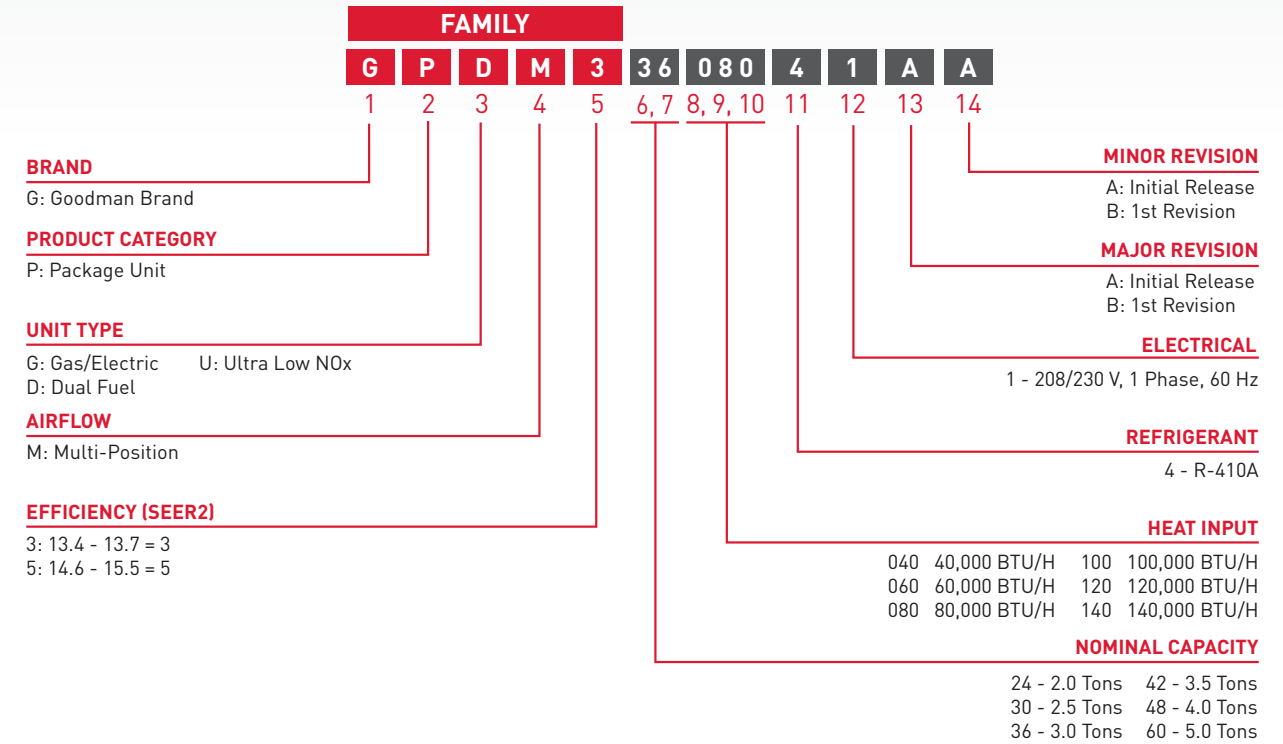 FAMILY
G P D M 3 36 080 4 1 A A
1 2 3 4 5 6, 7 8, 9, 10 11 12 13 14
BRAND
G: Goodman Brand
PRODUCT CATEGORY
P: Package Unit
UNIT TYPE
G: Gas/Electric U: Ultra Low NOx
D: Dual Fuel
AIRFLOW
M: Multi-Position
EFFICIENCY (SEER2)
3: 13.4 - 13.7 = 3
5: 14.6 - 15.5 = 5
MINOR REVISION
A: Initial Release
B: 1st Revision
MAJOR REVISION
A: Initial Release
B: 1st Revision
ELECTRICAL
1 - 208/230 V, 1 Phase, 60 Hz
REFRIGERANT
4 - R-410A
HEAT INPUT
040 40,000 BTU/H 100 100,000 BTU/H
060 60,000 BTU/H 120 120,000 BTU/H
080 80,000 BTU/H 140 140,000 BTU/H
NOMINAL CAPACITY
24 - 2.0 Tons 42 - 3.5 Tons
30 - 2.5 Tons 48 - 4.0 Tons
36 - 3.0 Tons 60 - 5.0 Tons